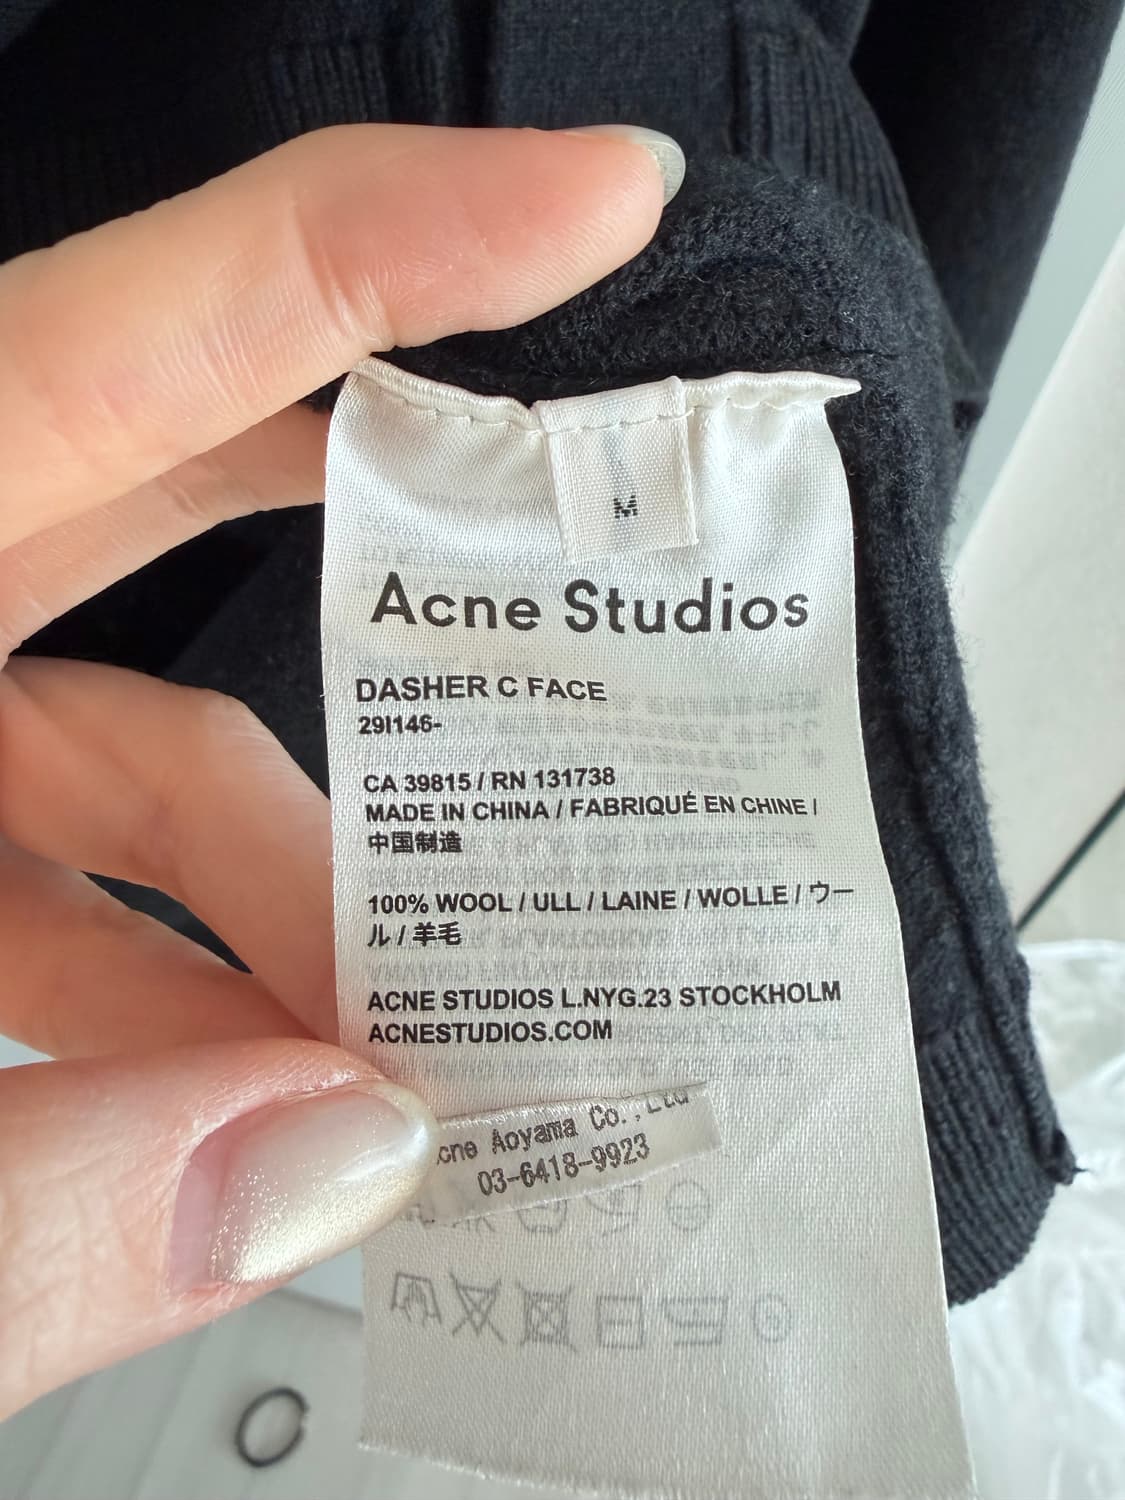 M
Acne Studios
DASHER C FACE
29I146-
CA 39815 / RN 131738
MADE IN CHINA / FABRIQUÉ EN CHINE /
中国制造
100% WOOL / ULL / LAINE / WOLLE / ウー
ル / 羊毛
ACNE STUDIOS L.NYG.23 STOCKHOLM
ACNESTUDIOS.COM
cne Aoyama Co.,Ltd
03-6418-9923